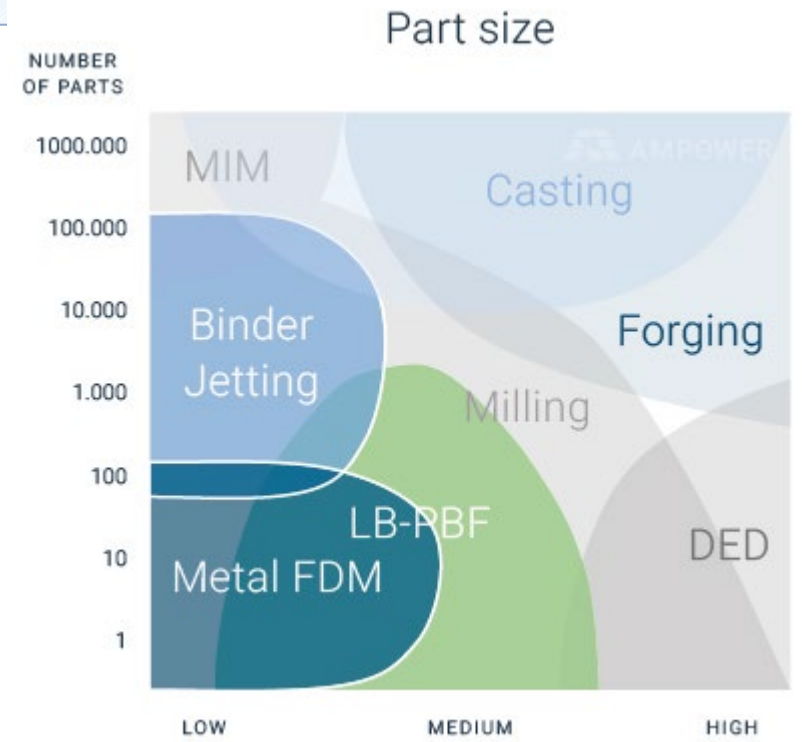 Part size
NUMBER
OF PARTS
1000.000
100.000
10.000
1.000
100
10
1
MIM
AMPOWER
Casting
Binder
Jetting
Forging
Milling
LB-PBF
DED
Metal FDM
LOW
MEDIUM
HIGH